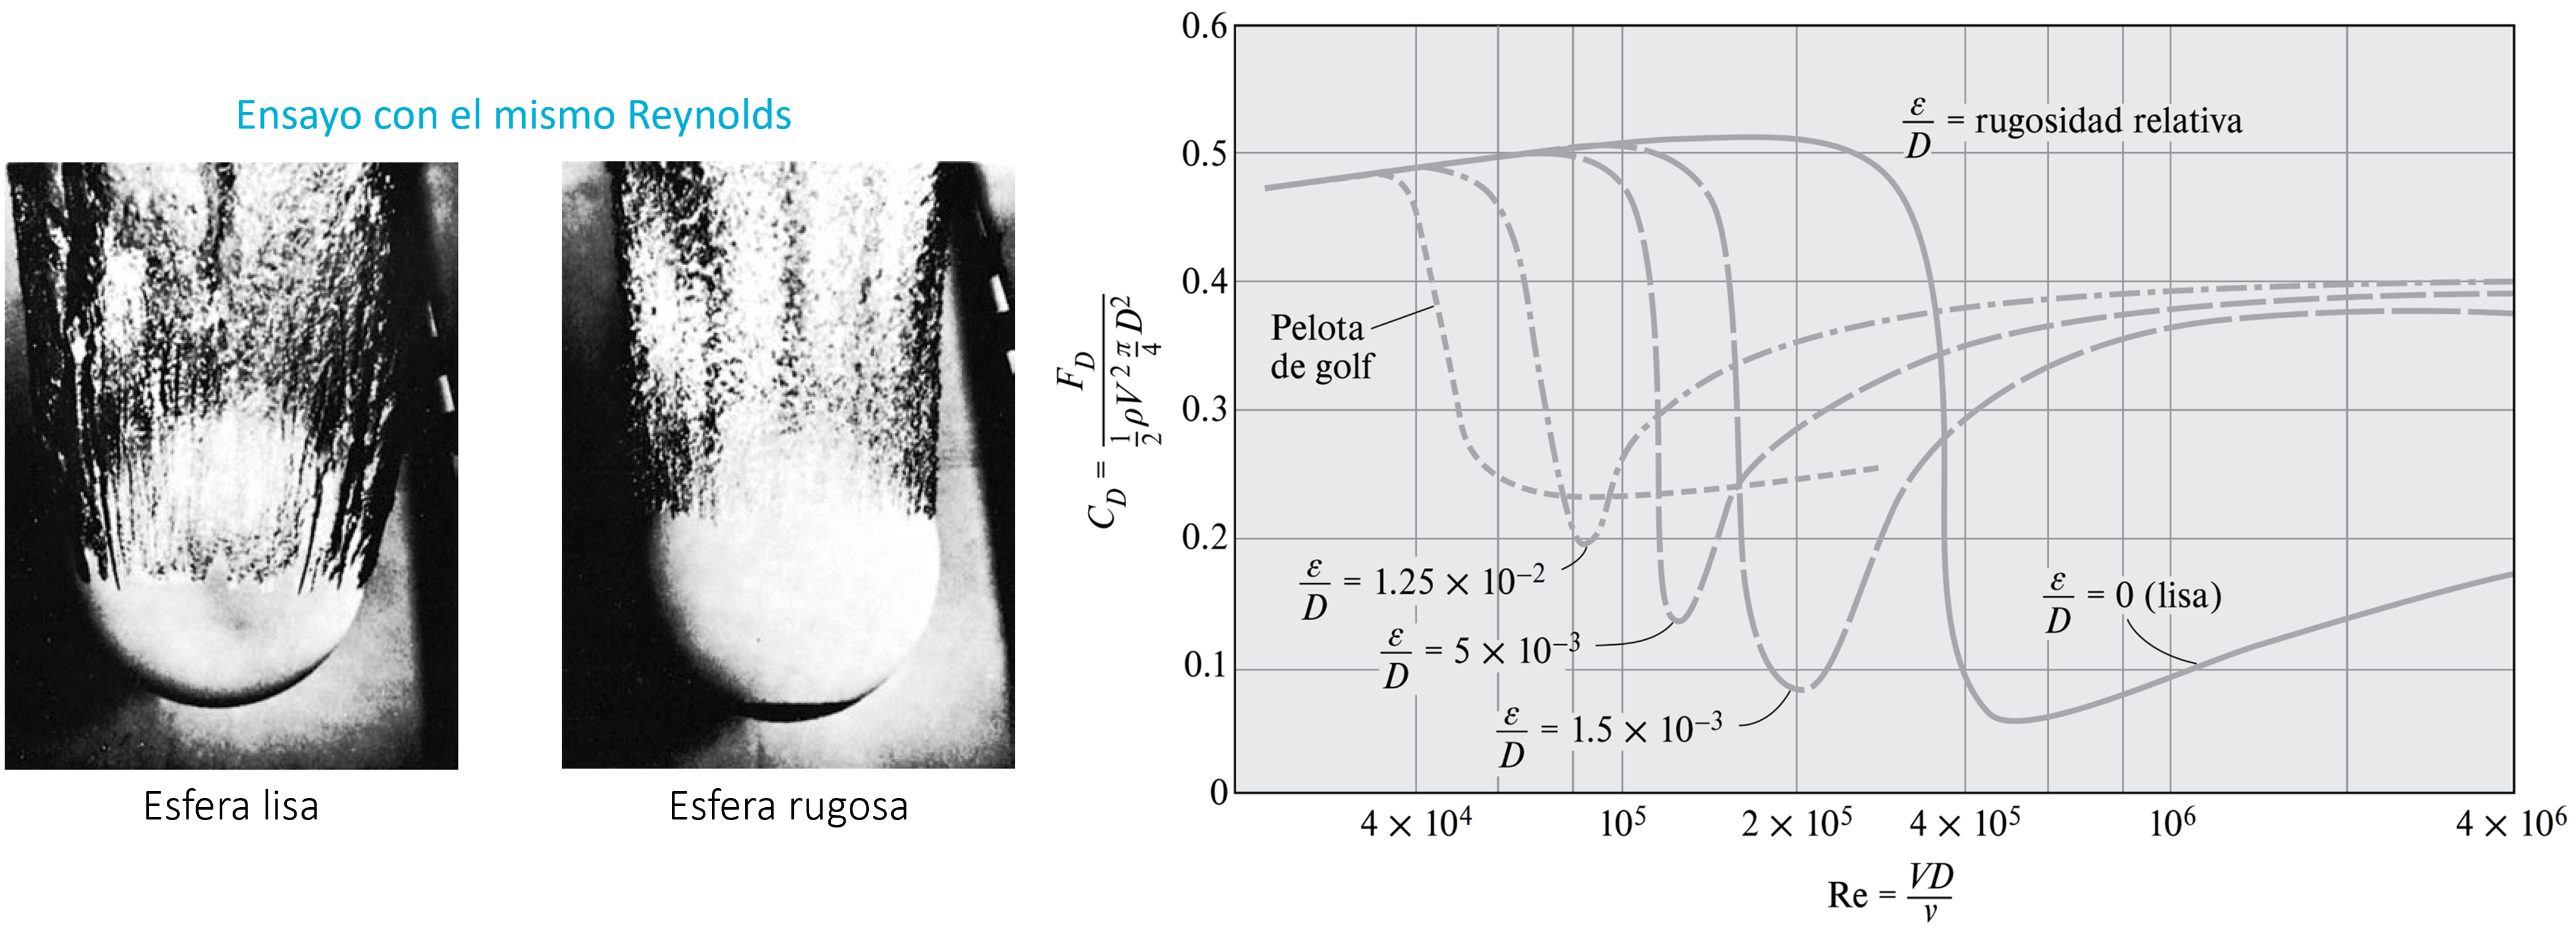 Ensayo con el mismo Reynolds
Esfera lisa
Esfera rugosa
C_D = F_D / (1/2 ρV² π/4 D²)
0.6
0.5
0.4
0.3
0.2
0.1
0
ε/D = rugosidad relativa
Pelota
de golf
ε/D = 1.25 × 10⁻²
ε/D = 5 × 10⁻³
ε/D = 1.5 × 10⁻³
ε/D = 0 (lisa)
4 × 10⁴
10⁵
2 × 10⁵
4 × 10⁵
10⁶
4 × 10⁶
Re = VD/ν